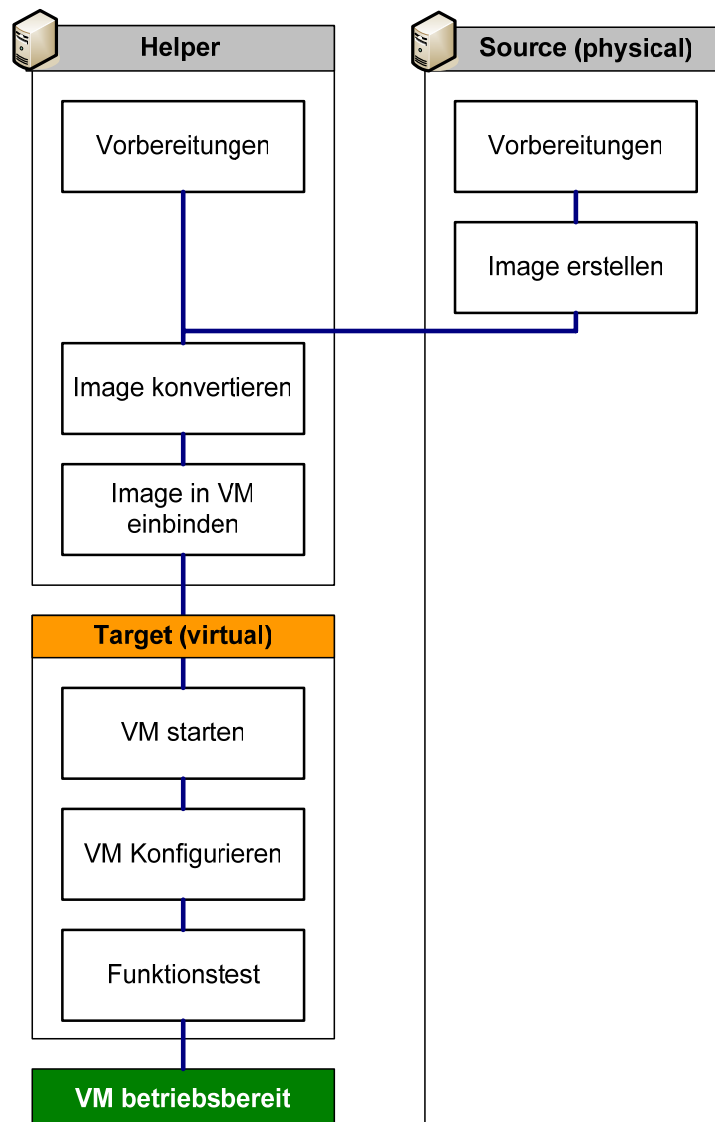 Helper
Source (physical)
Vorbereitungen
Vorbereitungen
Image erstellen
Image konvertieren
Image in VM
einbinden
Target (virtual)
VM starten
VM Konfigurieren
Funktionstest
VM betriebsbereit